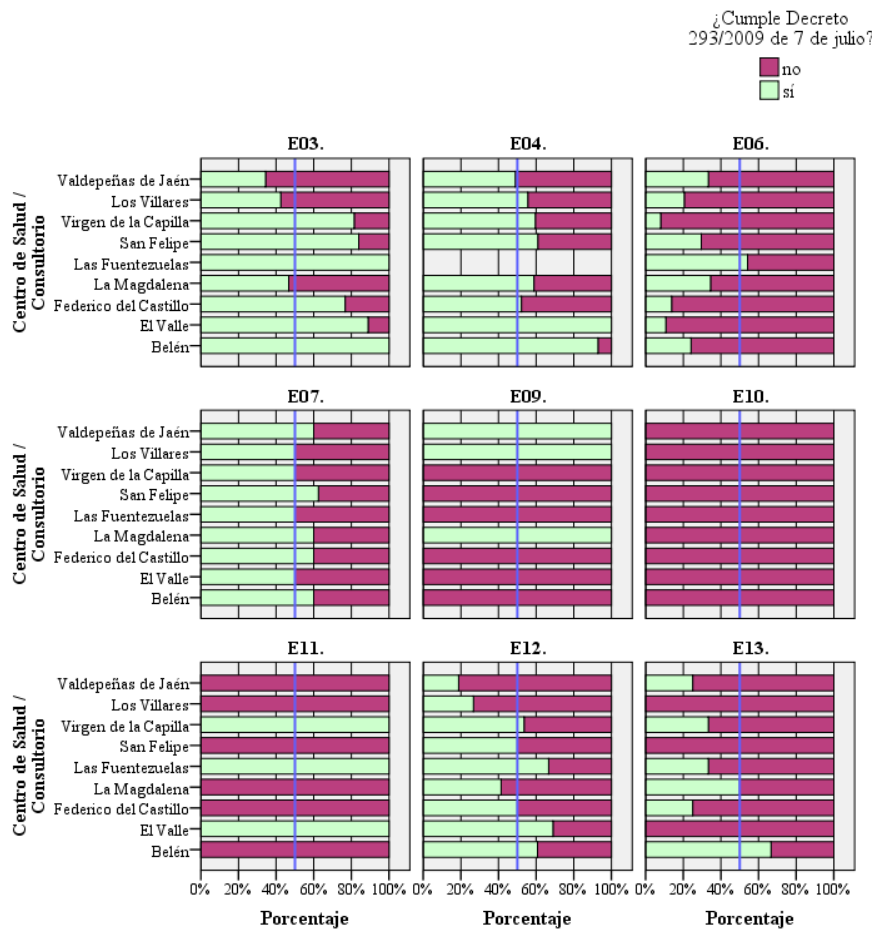 ¿Cumple Decreto
293/2009 de 7 de julio?
no
sí
E03. E04. E06.
Centro de Salud /
Consultorio
Valdepeñas de Jaén
Los Villares
Virgen de la Capilla
San Felipe
Las Fuentezuelas
La Magdalena
Federico del Castillo
El Valle
Belén
E07. E09. E10.
Centro de Salud /
Consultorio
Valdepeñas de Jaén
Los Villares
Virgen de la Capilla
San Felipe
Las Fuentezuelas
La Magdalena
Federico del Castillo
El Valle
Belén
E11. E12. E13.
Centro de Salud /
Consultorio
Valdepeñas de Jaén
Los Villares
Virgen de la Capilla
San Felipe
Las Fuentezuelas
La Magdalena
Federico del Castillo
El Valle
Belén
0% 20% 40% 60% 80% 100% 0% 20% 40% 60% 80% 100% 0% 20% 40% 60% 80% 100%
Porcentaje Porcentaje Porcentaje